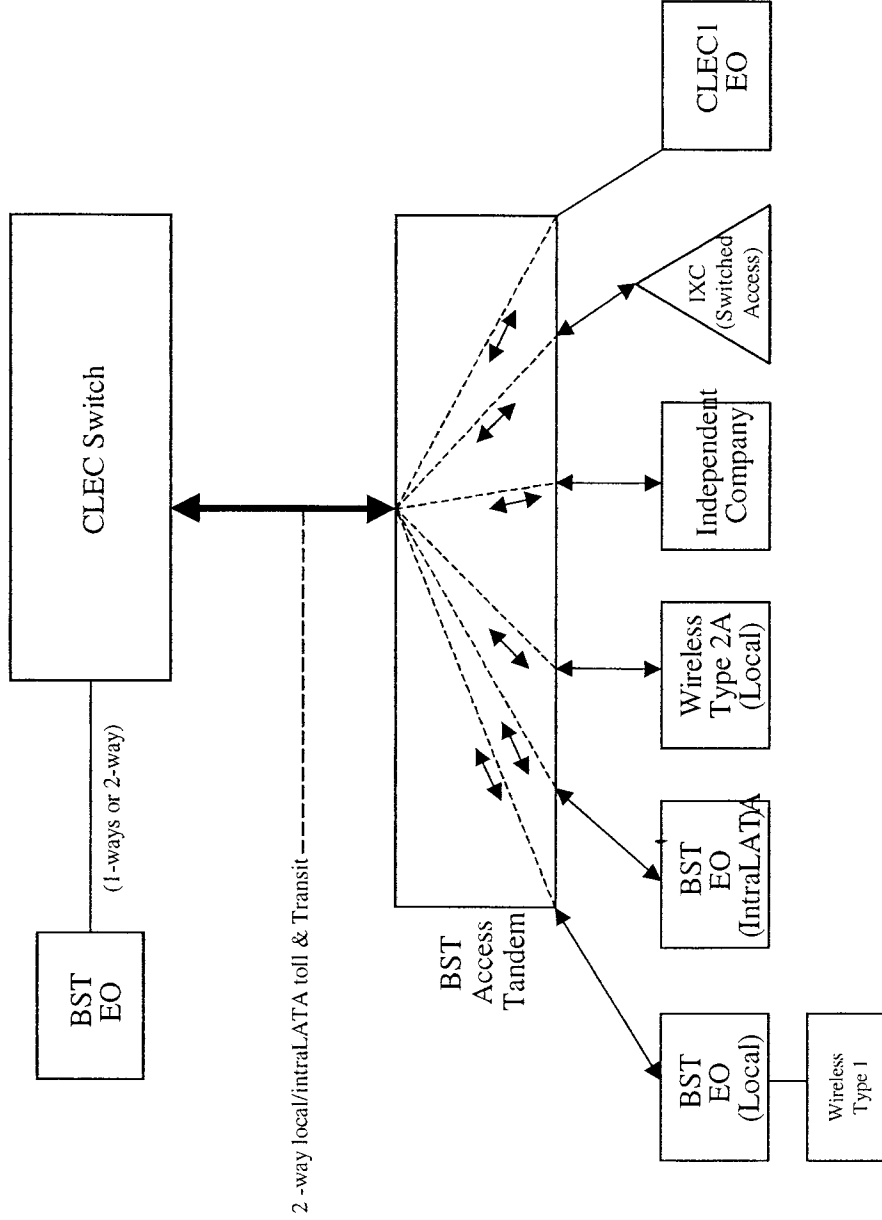 CLEC Switch
BST
EO
(1-ways or 2-way)
2 -way local/intraLATA toll & Transit
BST
Access
Tandem
BST
EO
(Local)
Wireless
Type 1
BST
EO
(IntraLATA)
Wireless
Type 2A
(Local)
Independent
Company
IXC
(Switched
Access)
CLEC1
EO